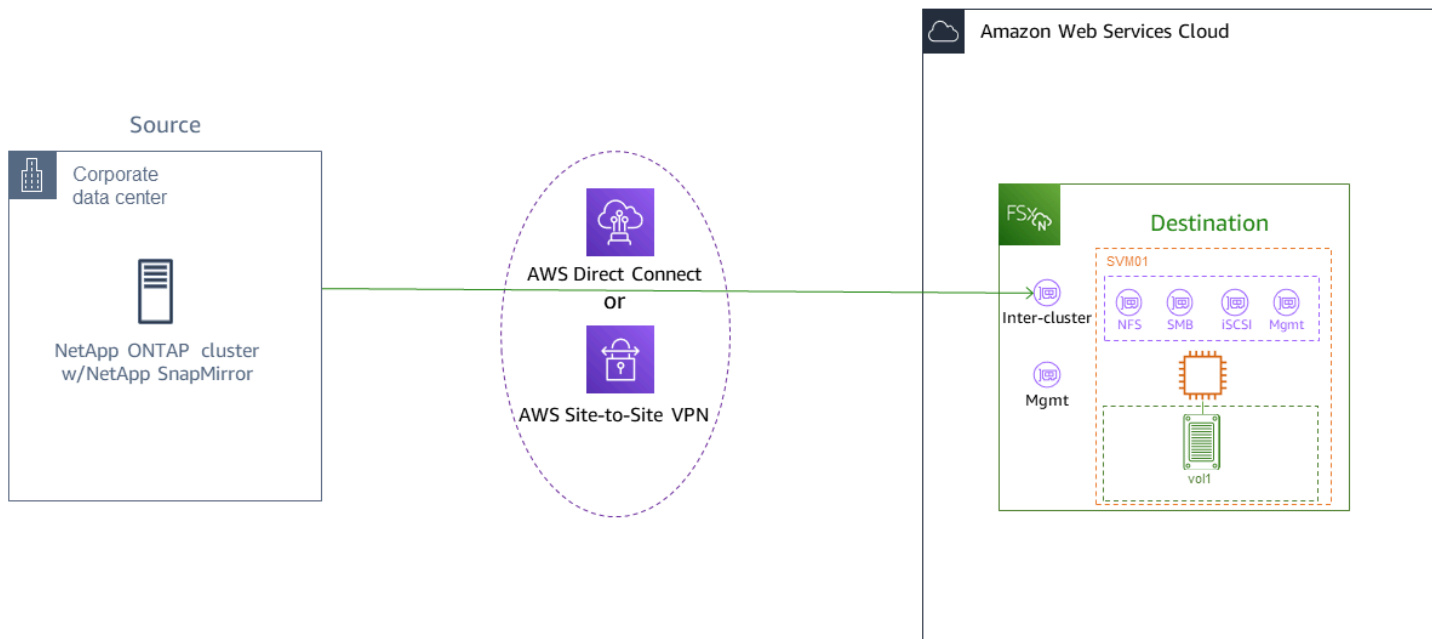 Amazon Web Services Cloud
Source
Corporate
data center
NetApp ONTAP cluster
w/NetApp SnapMirror
AWS Direct Connect
or
AWS Site-to-Site VPN
FSx
N
Destination
Inter-cluster
Mgmt
SVM01
NFS SMB iSCSI Mgmt
vol1